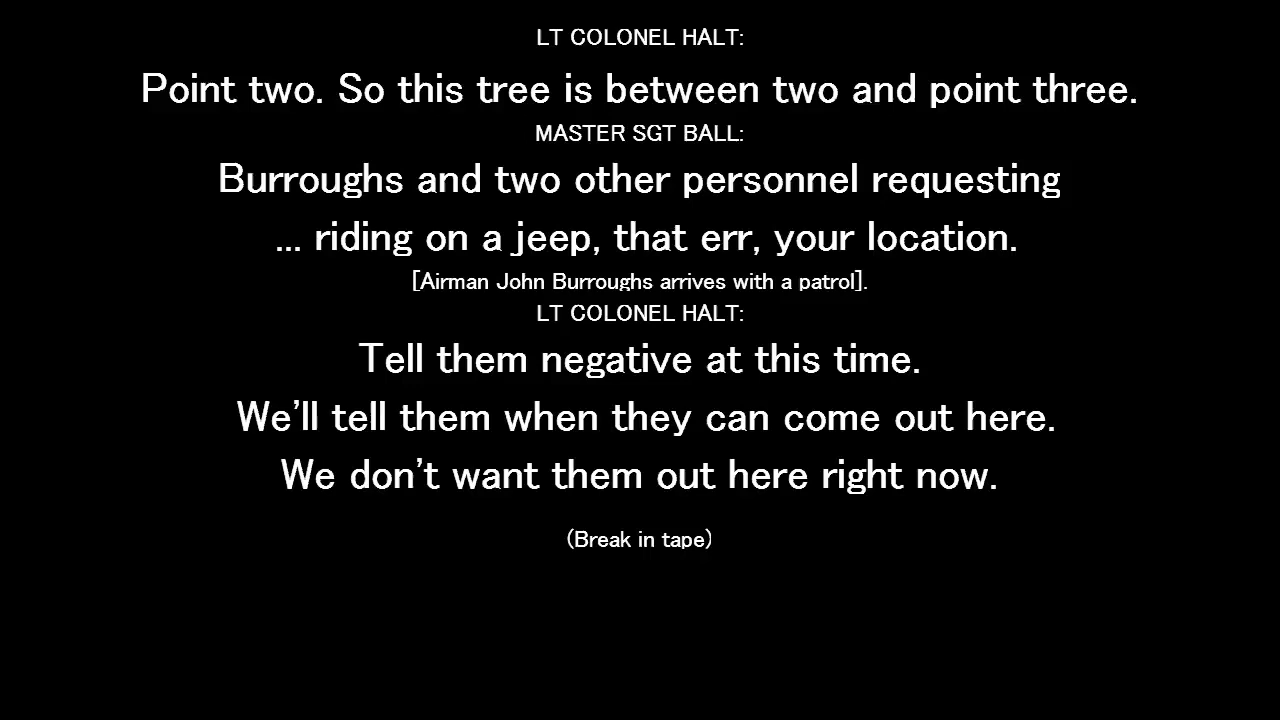 LT COLONEL HALT:
Point two. So this tree is between two and point three.
MASTER SGT BALL:
Burroughs and two other personnel requesting
... riding on a jeep, that err, your location.
[Airman John Burroughs arrives with a patrol].
LT COLONEL HALT:
Tell them negative at this time.
We’ll tell them when they can come out here.
We don’t want them out here right now.
(Break in tape)